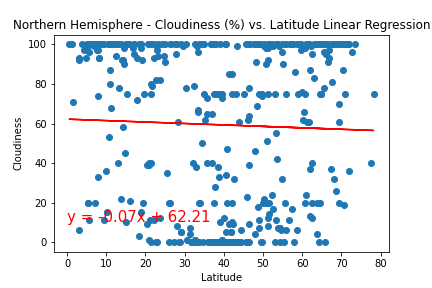 Northern Hemisphere - Cloudiness (%) vs. Latitude Linear Regression
100
80
60
40
20
0
Cloudiness
y = -0.07x + 62.21
0 10 20 30 40 50 60 70 80
Latitude